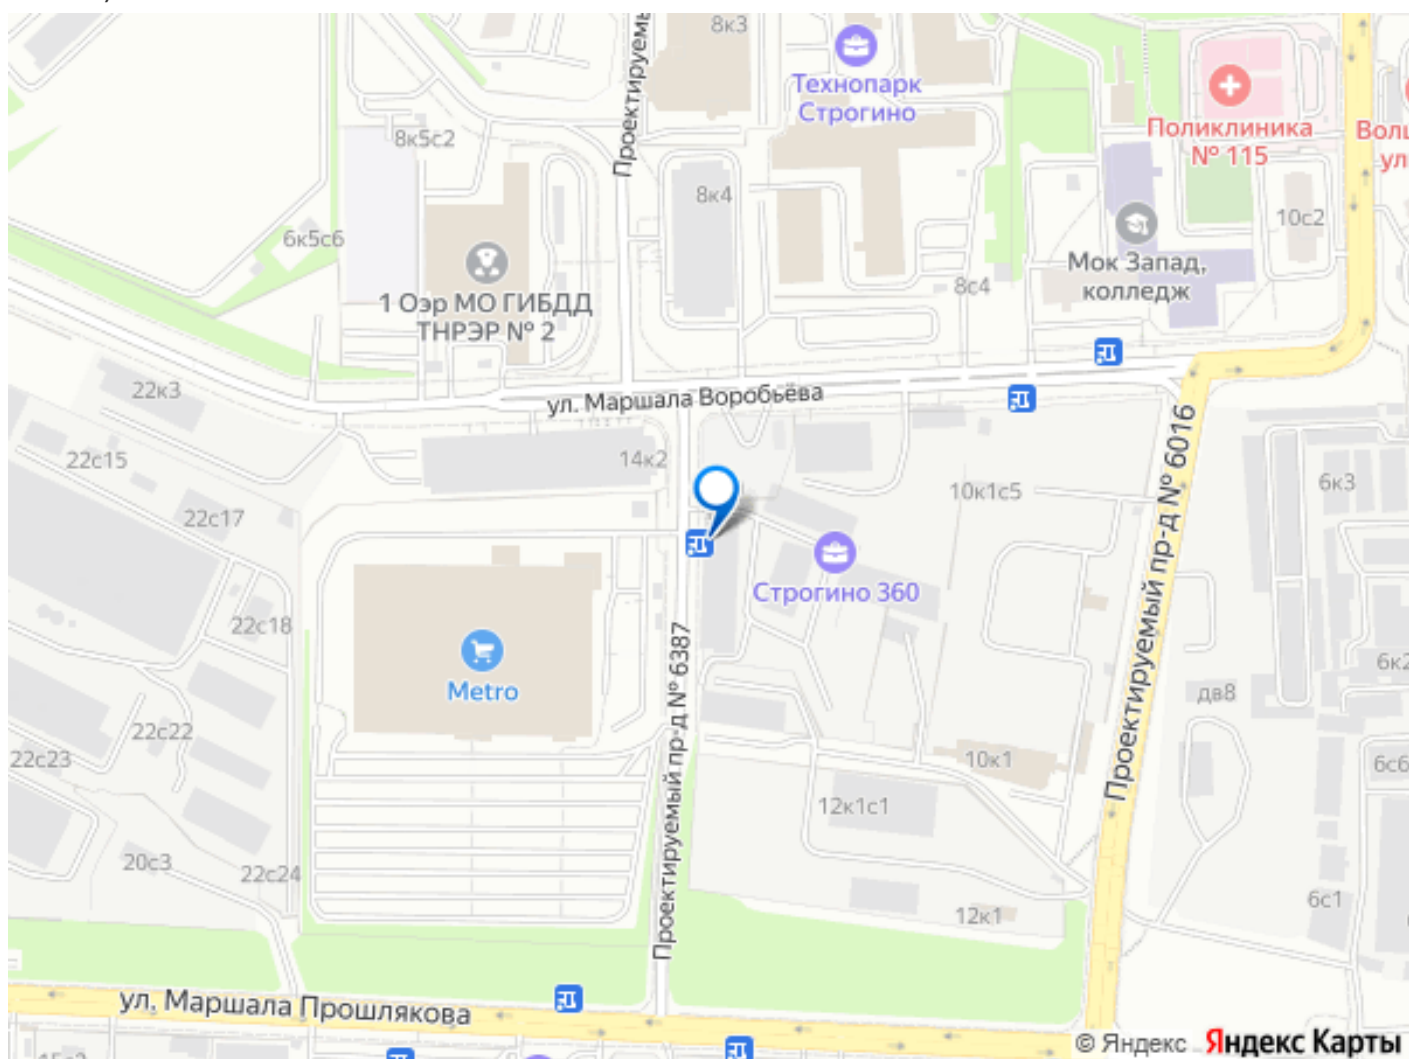 8к3
Технопарк
Строгино
Поликлиника
№ 115
Проектируем
8к5с2
8к4
6к5с6
10с2
1 Оэр МО ГИБДД
ТНРЭР № 2
Мок Запад,
колледж
8с4
22к3
ул. Маршала Воробьёва
22с15
14к2
10к1с5
6к3
22с17
Строгино 360
Проектируемый пр-д № 6016
22с18
Metro
Проектируемый пр-д № 6387
6к2
дв8
22с22
22с23
10к1
6с6
12к1с1
20с3
22с24
12к1
6с1
ул. Маршала Прошлякова
© Яндекс Яндекс Карты